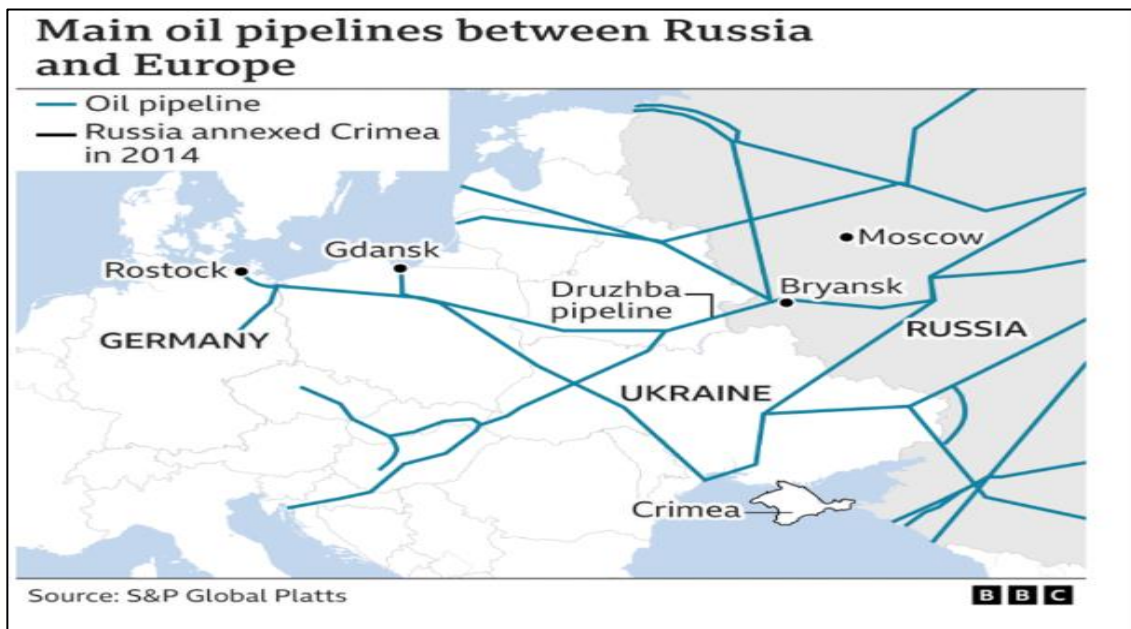 Main oil pipelines between Russia
and Europe
Oil pipeline
Russia annexed Crimea
in 2014
Moscow
Gdansk
Rostock
Bryansk
Druzhba
pipeline
RUSSIA
GERMANY
UKRAINE
Crimea
Source: S&P Global Platts
BBC